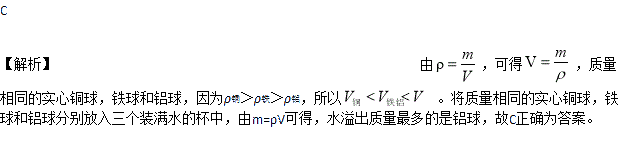 C
【解析】 由 ρ=m/V ，可得 V=m/ρ ，质量
相同的实心铜球，铁球和铝球，因为ρ铜＞ρ铁＞ρ铝，所以 V铜<V铁铝<V 。将质量相同的实心铜球，铁
球和铝球分别放入三个装满水的杯中，由m=ρV可得，水溢出质量最多的是铝球，故C正确为答案。